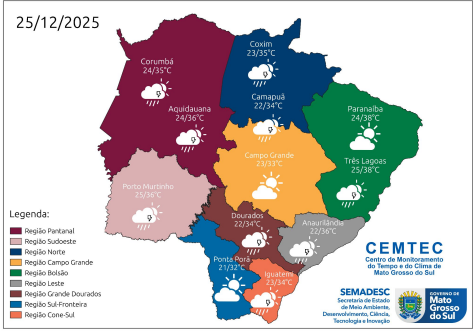 25/12/2025
Coxim
23/35°C
Corumbá
24/35°C
Camapuã
22/34°C
Aquidauana
24/36°C
Paranaíba
24/38°C
Campo Grande
23/33°C
Três Lagoas
25/38°C
Porto Murtinho
25/36°C
Dourados
22/34°C
Anaurilândia
22/36°C
Ponta Porã
21/32°C
Iguatemi
23/34°C
Legenda:
Região Pantanal
Região Sudoeste
Região Norte
Região Campo Grande
Região Bolsão
Região Leste
Região Grande Dourados
Região Sul-Fronteira
Região Cone-Sul
CEMTEC
Centro de Monitoramento
do Tempo e do Clima de
Mato Grosso do Sul
SEMADESC
Secretaria de Estado
de Meio Ambiente,
Desenvolvimento, Ciência,
Tecnologia e Inovação
GOVERNO DE
Mato
Grosso
do Sul